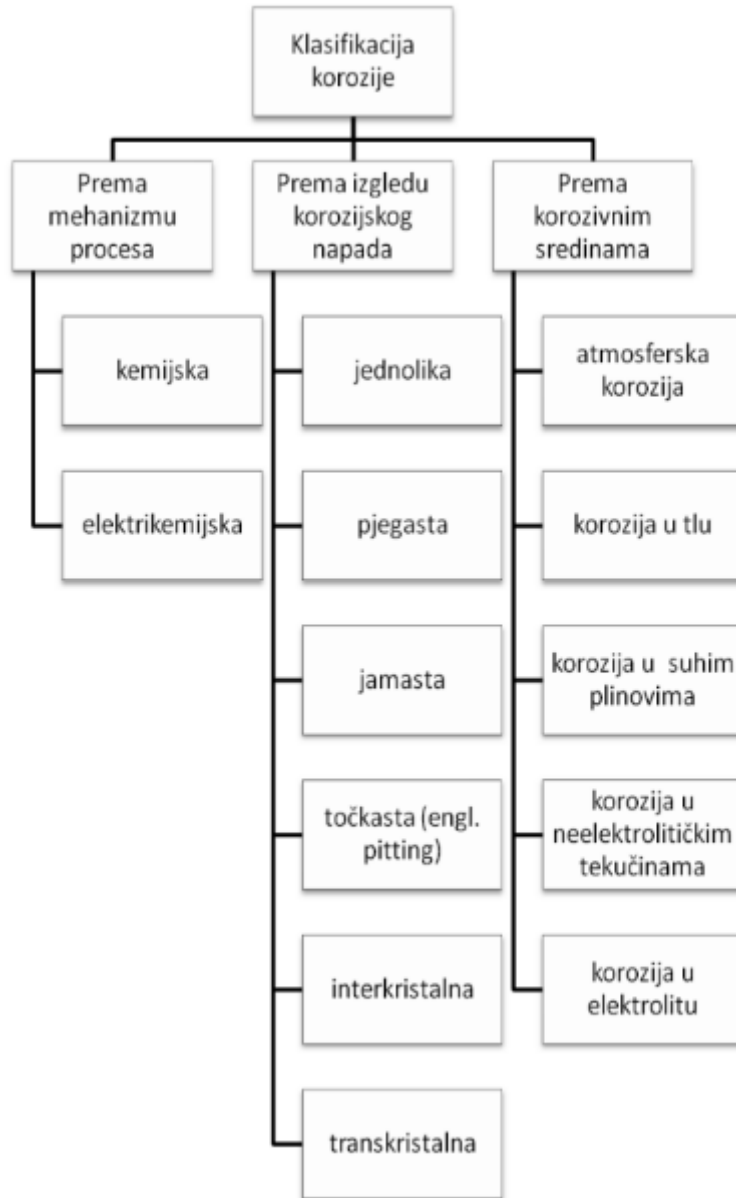 Klasifikacija
korozije
Prema
mehanizmu
procesa
kemijska
elektrikemijska
Prema izgledu
korozijskog
napada
jednolika
pjegasta
jamasta
točkasta (engl.
pitting)
interkristalna
transkristalna
Prema
korozivnim
sredinama
atmosferska
korozija
korozija u tlu
korozija u suhim
plinovima
korozija u
neelektrolitičkim
tekućinama
korozija u
elektrolitu